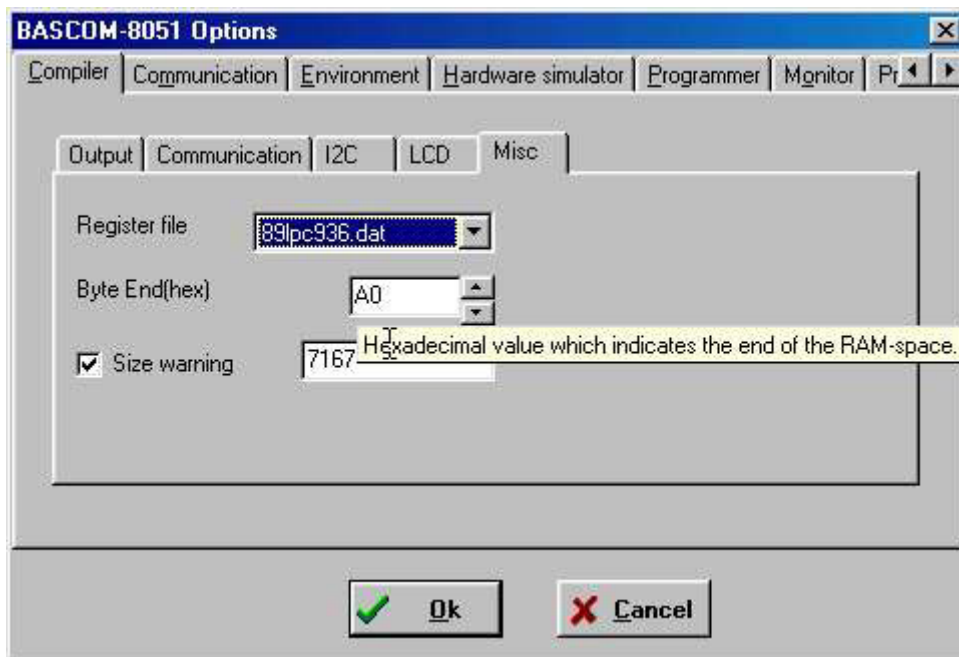 BASCOM-8051 Options
Compiler Communication Environment Hardware simulator Programmer Monitor Pr
Output Communication I2C LCD Misc
Register file 89lpc936.dat
Byte End(hex) A0
Hexadecimal value which indicates the end of the RAM-space.
Size warning 7167
Ok Cancel